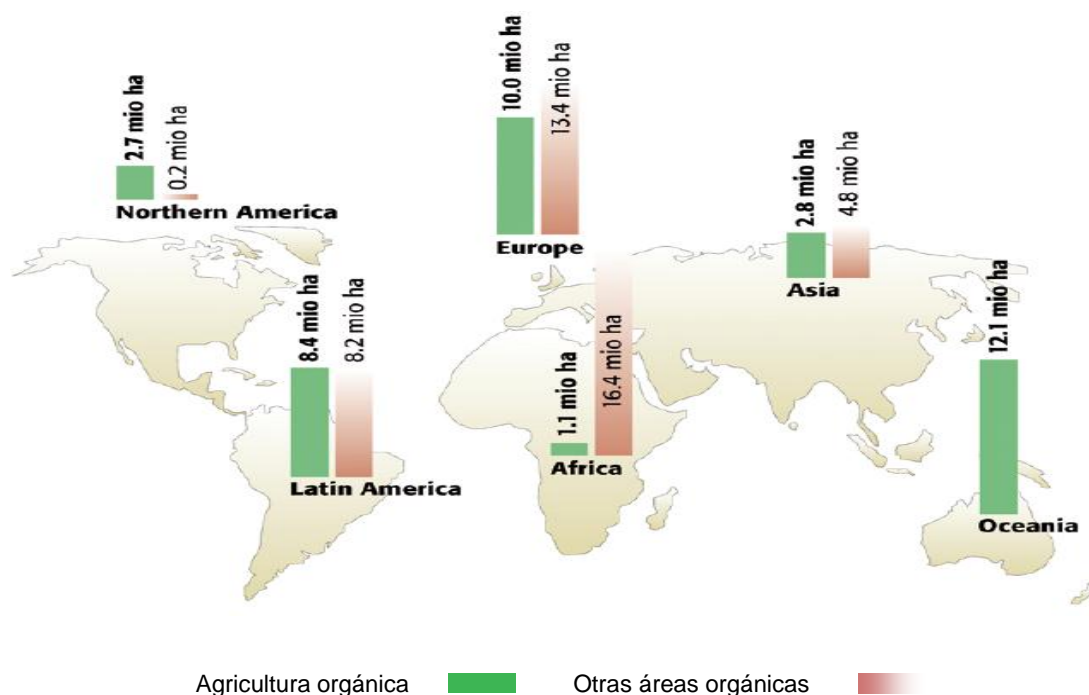 2.7 mio ha
0.2 mio ha
Northern America
10.0 mio ha
13.4 mio ha
Europe
2.8 mio ha
4.8 mio ha
Asia
8.4 mio ha
8.2 mio ha
Latin America
1.1 mio ha
16.4 mio ha
Africa
12.1 mio ha
Oceania
Agricultura orgánica
Otras áreas orgánicas